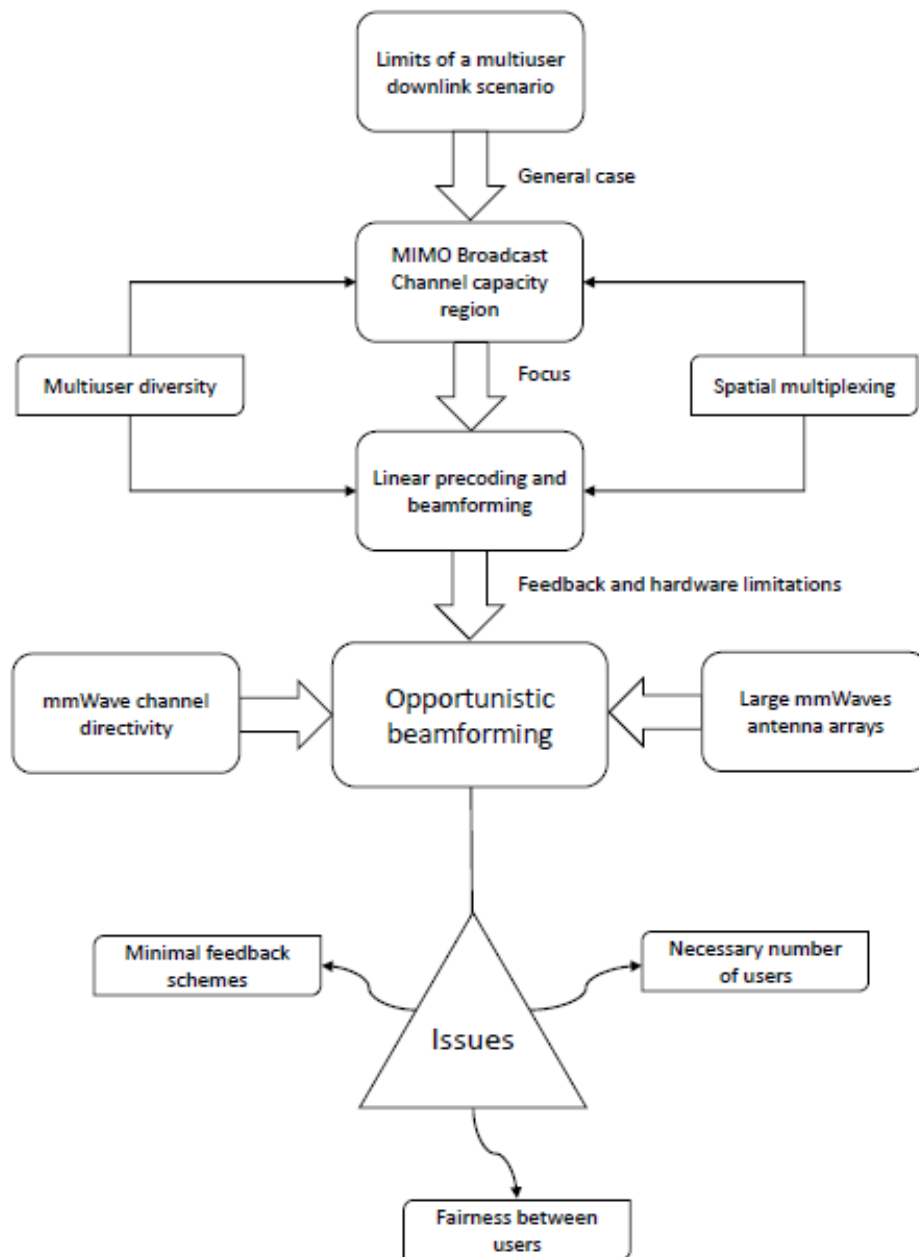 Limits of a multiuser
downlink scenario
General case
MIMO Broadcast
Channel capacity
region
Multiuser diversity
Focus
Spatial multiplexing
Linear precoding and
beamforming
Feedback and hardware limitations
mmWave channel
directivity
Opportunistic
beamforming
Large mmWaves
antenna arrays
Minimal feedback
schemes
Necessary number
of users
Issues
Fairness between
users